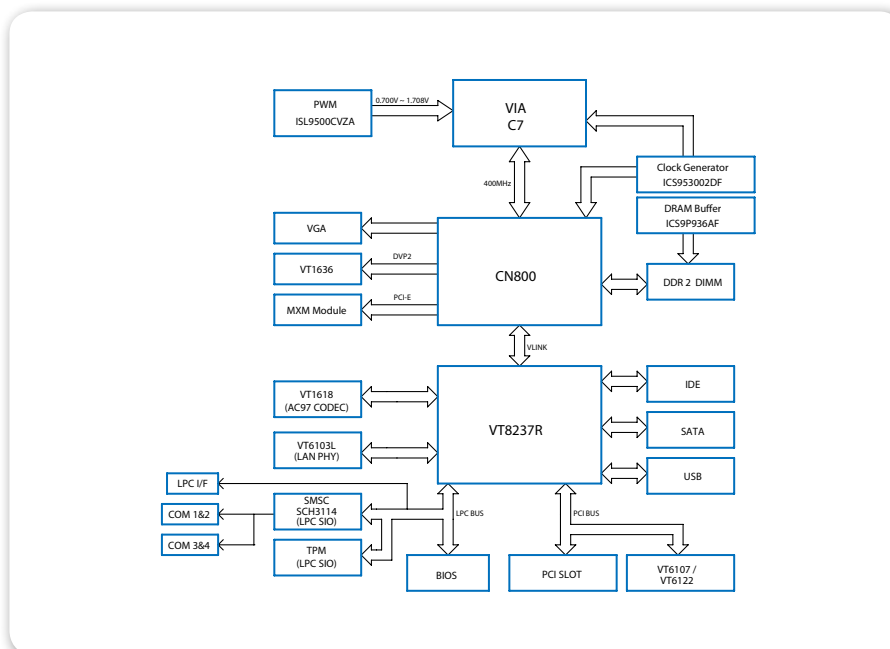 PWM
ISL9500CVZA
0.700V ~ 1.708V
VIA
C7
Clock Generator
ICS953002DF
400MHz
DRAM Buffer
ICS9P936AF
VGA
DVP2
VT1636
CN800
DDR 2 DIMM
PCI-E
MXM Module
VLINK
VT1618
(AC97 CODEC)
IDE
VT8237R
SATA
VT6103L
(LAN PHY)
USB
LPC I/F
SMSC
SCH3114
(LPC SIO)
COM 1&2
LPC BUS
PCI BUS
COM 3&4
TPM
(LPC SIO)
BIOS
PCI SLOT
VT6107 /
VT6122